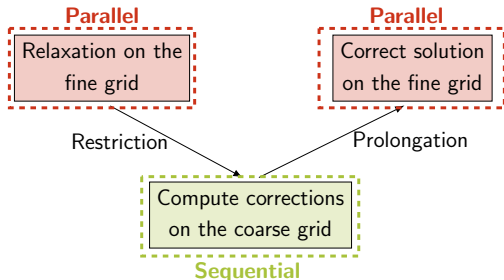 Parallel
Parallel
Relaxation on the
fine grid
Correct solution
on the fine grid
Restriction
Prolongation
Compute corrections
on the coarse grid
Sequential